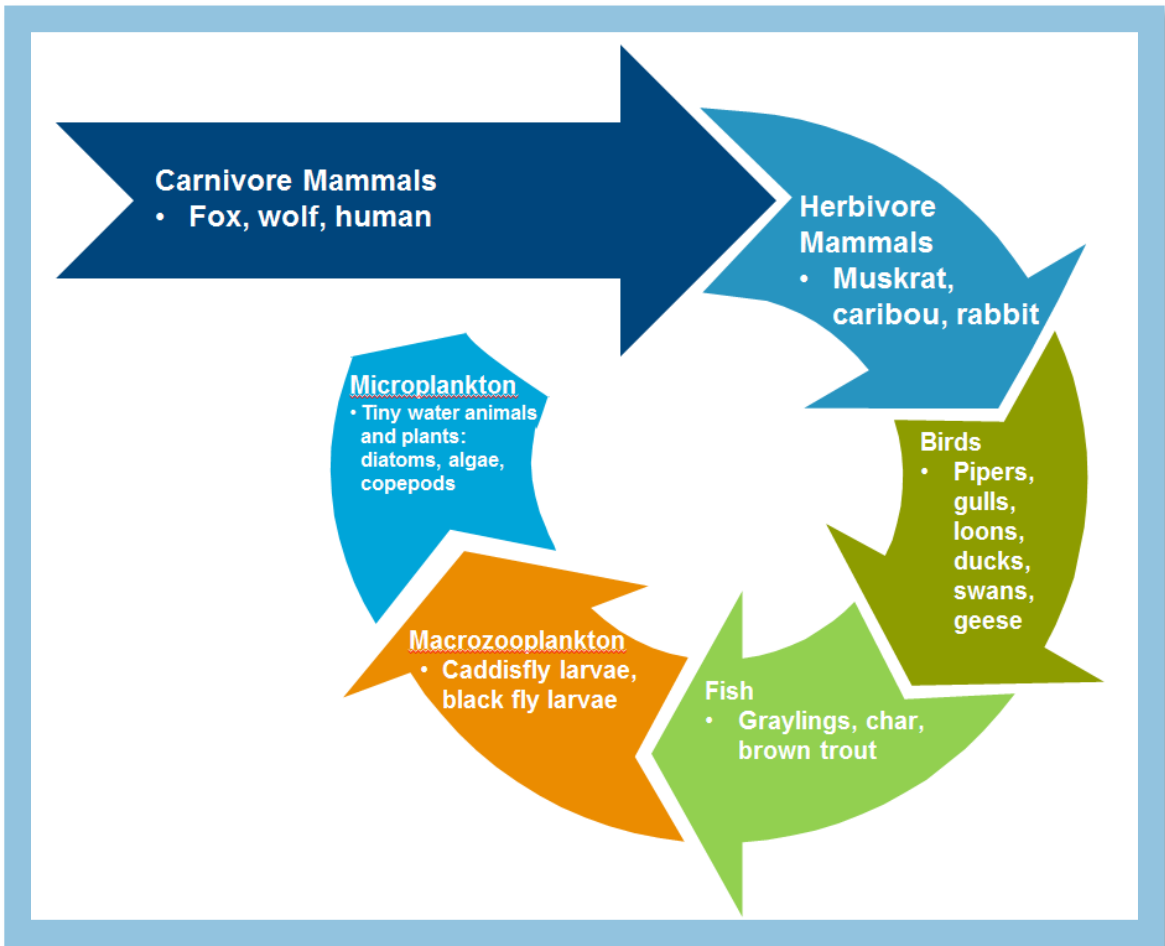 Carnivore Mammals
• Fox, wolf, human
Herbivore
Mammals
• Muskrat,
caribou, rabbit
Birds
• Pipers,
gulls,
loons,
ducks,
swans,
geese
Fish
• Graylings, char,
brown trout
Macrozooplankton
• Caddisfly larvae,
black fly larvae
Microplankton
• Tiny water animals
and plants:
diatoms, algae,
copepods